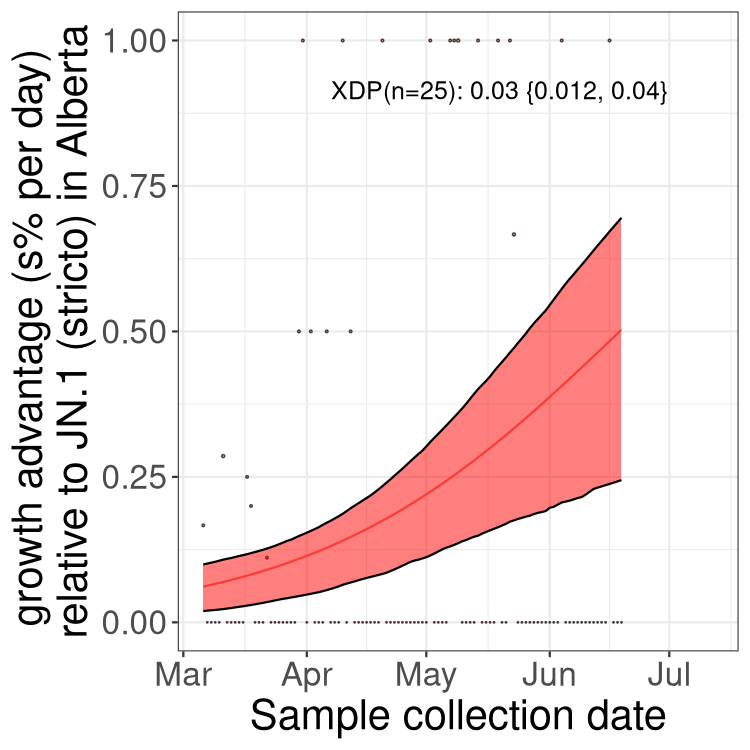 growth advantage (s% per day)
relative to JN.1 (stricto) in Alberta
1.00
0.75
0.50
0.25
0.00
XDP(n=25): 0.03 {0.012, 0.04}
Mar Apr May Jun Jul
Sample collection date